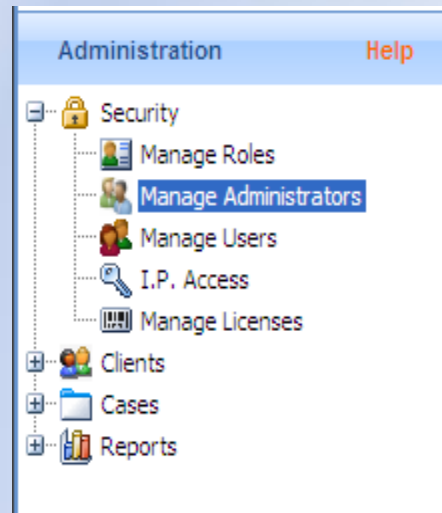 Administration Help
Security
Manage Roles
Manage Administrators
Manage Users
I.P. Access
Manage Licenses
Clients
Cases
Reports